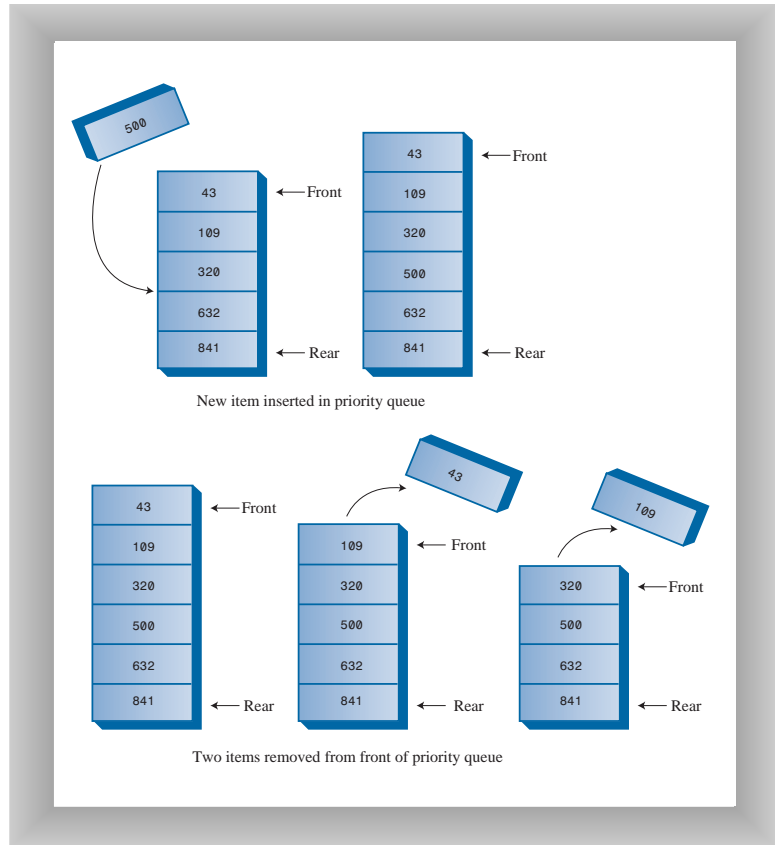 500
43
109
320
632
841
Front
Rear
43
109
320
500
632
841
Front
Rear
New item inserted in priority queue
43
109
320
500
632
841
Front
Rear
43
109
320
500
632
841
Front
Rear
109
320
500
632
841
Front
Rear
Two items removed from front of priority queue